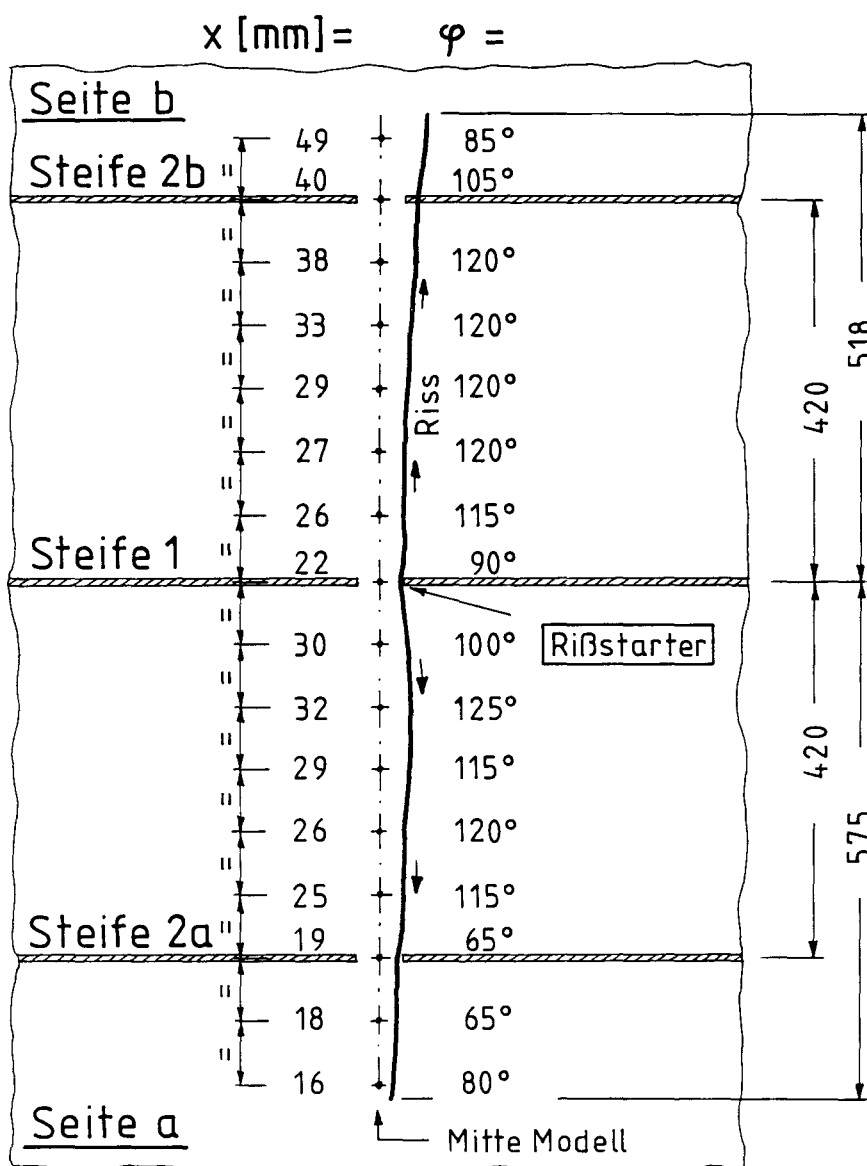 x [mm] = φ =
Seite b
49 85°
Steife 2b = 40 105°
= 38 120°
= 33 120°
= 29 120°
Riss
518
420
= 27 120°
= 26 115°
Steife 1 = 22 90°
= 30 100°
Rißstarter
= 32 125°
= 29 115°
420
575
= 26 120°
= 25 115°
Steife 2a = 19 65°
= 18 65°
= 16 80°
Seite a
Mitte Modell